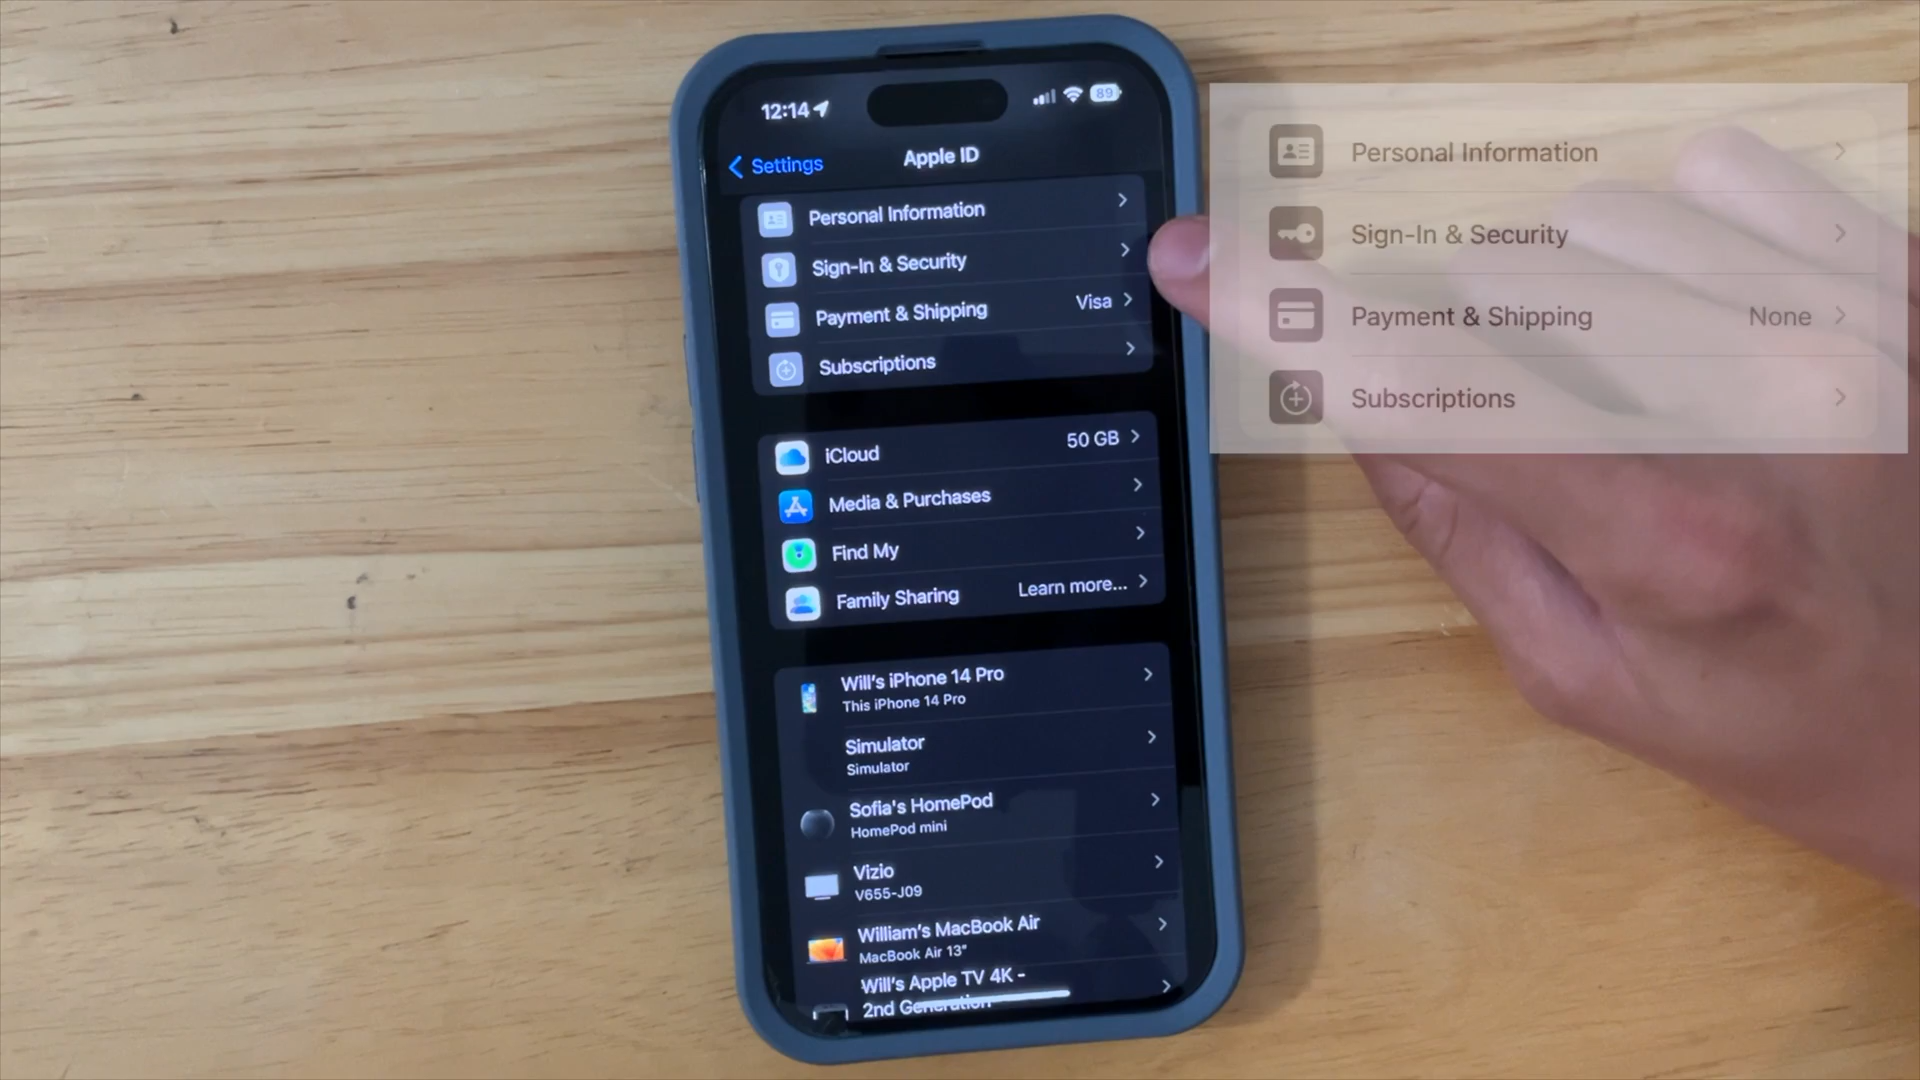 12:14
89
Settings
Apple ID
Personal Information
Sign-In & Security
Payment & Shipping Visa
Subscriptions
iCloud 50 GB
Media & Purchases
Find My
Family Sharing Learn more...
Will's iPhone 14 Pro
This iPhone 14 Pro
Simulator
Simulator
Sofia's HomePod
HomePod mini
Vizio
V655-J09
William's MacBook Air
MacBook Air 13"
Will's Apple TV 4K -
2nd Generation
Personal Information
Sign-In & Security
Payment & Shipping None
Subscriptions